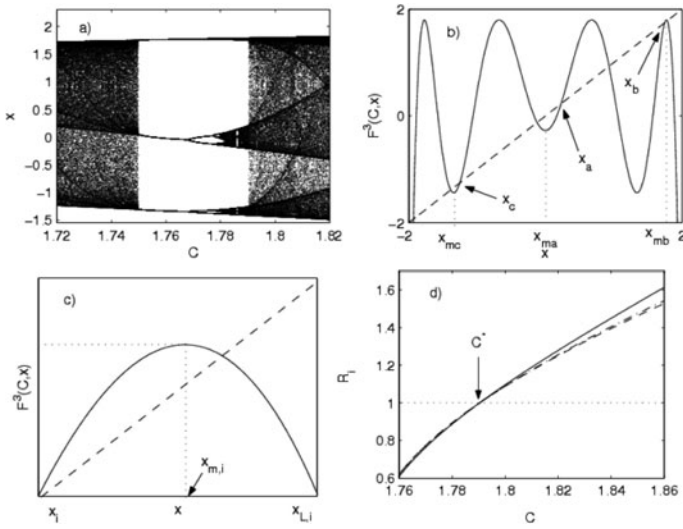 a)
2
1.5
1
0.5
0
-0.5
-1
-1.5
x
1.72
1.74
1.76
1.78
1.8
1.82
C
b)
2
0
-2
F³(C,x)
x_b
x_a
x_c
-2
x_mc
x_ma
x_mb
2
x
c)
F³(C,x)
x_m,i
x_i
x
x_L,i
d)
1.6
1.4
1.2
1
0.8
0.6
R_i
C*
1.76
1.78
1.8
1.82
1.84
1.86
C